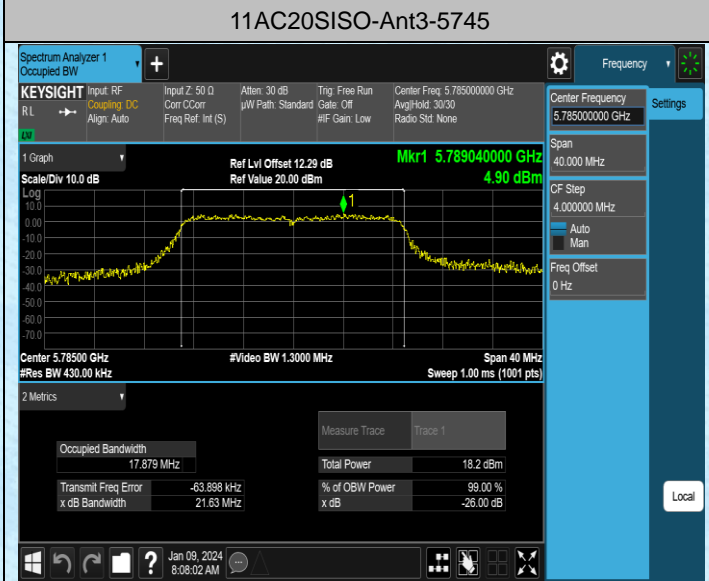 11AC20SISO-Ant3-5745
Spectrum Analyzer 1
Occupied BW
Frequency
KEYSIGHT
RL
LXI
Input: RF
Coupling: DC
Align: Auto
Input Z: 50 Ω
Corr CCorr
Freq Ref: Int (S)
Atten: 30 dB
µW Path: Standard
Trig: Free Run
Gate: Off
#IF Gain: Low
Center Freq: 5.785000000 GHz
Avg|Hold: 30/30
Radio Std: None
Center Frequency
5.785000000 GHz
Settings
Span
40.000 MHz
CF Step
4.000000 MHz
Auto
Man
Freq Offset
0 Hz
1 Graph
Scale/Div 10.0 dB
Ref Lvl Offset 12.29 dB
Ref Value 20.00 dBm
Mkr1 5.789040000 GHz
4.90 dBm
Log
10.0
0.00
-10.0
-20.0
-30.0
-40.0
-50.0
-60.0
-70.0
1
Center 5.78500 GHz
#Video BW 1.3000 MHz
Span 40 MHz
#Res BW 430.00 kHz
Sweep 1.00 ms (1001 pts)
2 Metrics
Measure Trace Trace 1
Occupied Bandwidth
17.879 MHz
Total Power 18.2 dBm
Transmit Freq Error -63.898 kHz
% of OBW Power 99.00 %
x dB Bandwidth 21.63 MHz
x dB -26.00 dB
Local
Jan 09, 2024
8:08:02 AM